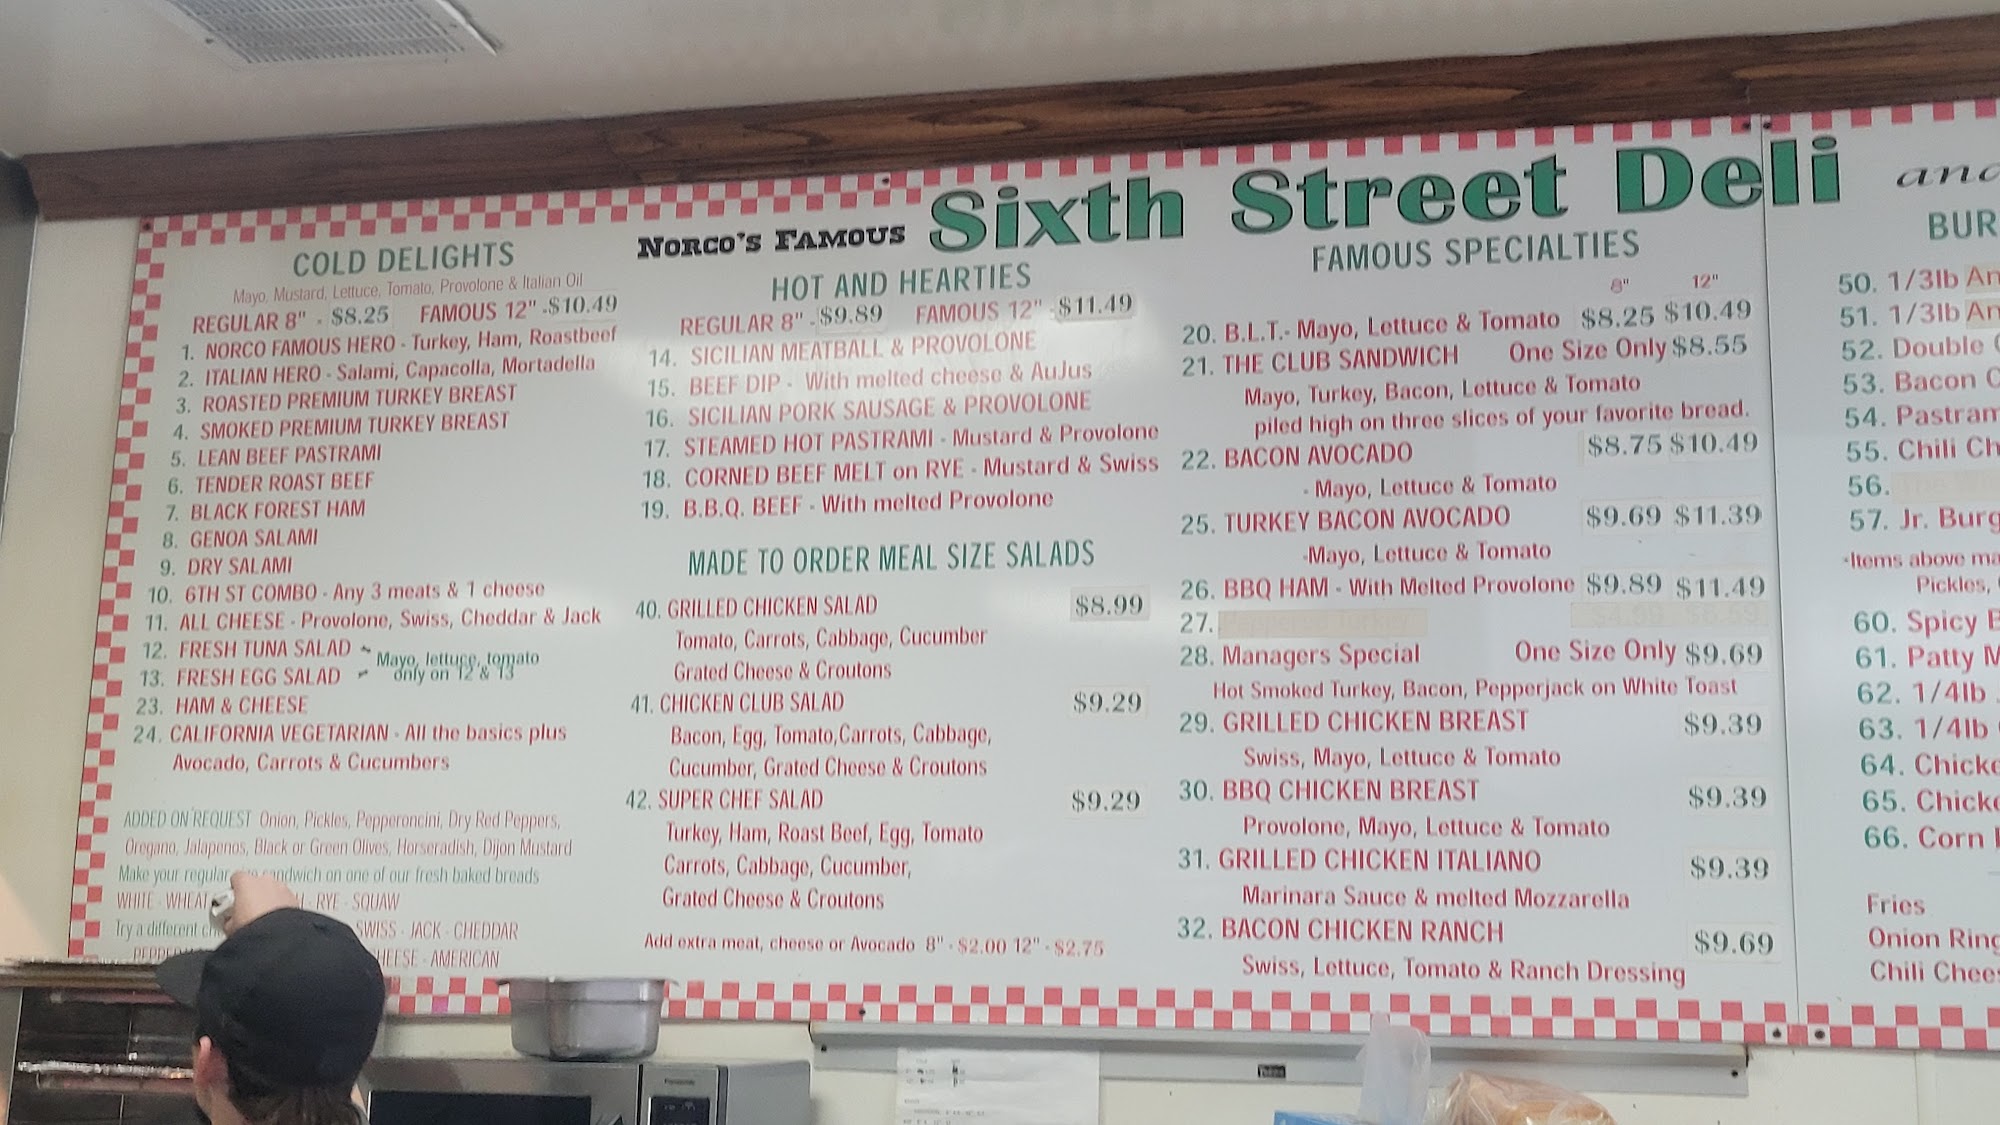 NORCO'S FAMOUS Sixth Street Deli
COLD DELIGHTS
Mayo, Mustard, Lettuce, Tomato, Provolone & Italian Oil
REGULAR 8" - $8.25 FAMOUS 12" - $10.49
1. NORCO FAMOUS HERO - Turkey, Ham, Roastbeef
2. ITALIAN HERO - Salami, Capacolla, Mortadella
3. ROASTED PREMIUM TURKEY BREAST
4. SMOKED PREMIUM TURKEY BREAST
5. LEAN BEEF PASTRAMI
6. TENDER ROAST BEEF
7. BLACK FOREST HAM
8. GENOA SALAMI
9. DRY SALAMI
10. 6TH ST COMBO - Any 3 meats & 1 cheese
11. ALL CHEESE - Provolone, Swiss, Cheddar & Jack
12. FRESH TUNA SALAD
13. FRESH EGG SALAD
Mayo, lettuce, tomato
only on 12 & 13
23. HAM & CHEESE
24. CALIFORNIA VEGETARIAN - All the basics plus
Avocado, Carrots & Cucumbers
ADDED ON REQUEST Onion, Pickles, Pepperoncini, Dry Red Peppers,
Oregano, Jalapenos, Black or Green Olives, Horseradish, Dijon Mustard
Make your regular sandwich on one of our fresh baked breads
WHITE - WHEAT - RYE - SQUAW
Try a different SWISS - JACK - CHEDDAR
AMERICAN
HOT AND HEARTIES
REGULAR 8" - $9.89 FAMOUS 12" - $11.49
14. SICILIAN MEATBALL & PROVOLONE
15. BEEF DIP - With melted cheese & AuJus
16. SICILIAN PORK SAUSAGE & PROVOLONE
17. STEAMED HOT PASTRAMI - Mustard & Provolone
18. CORNED BEEF MELT on RYE - Mustard & Swiss
19. B.B.Q. BEEF - With melted Provolone
MADE TO ORDER MEAL SIZE SALADS
40. GRILLED CHICKEN SALAD $8.99
Tomato, Carrots, Cabbage, Cucumber
Grated Cheese & Croutons
41. CHICKEN CLUB SALAD $9.29
Bacon, Egg, Tomato,Carrots, Cabbage,
Cucumber, Grated Cheese & Croutons
42. SUPER CHEF SALAD $9.29
Turkey, Ham, Roast Beef, Egg, Tomato
Carrots, Cabbage, Cucumber,
Grated Cheese & Croutons
Add extra meat, cheese or Avocado 8" - $2.00 12" - $2.75
FAMOUS SPECIALTIES
8" 12"
20. B.L.T.- Mayo, Lettuce & Tomato $8.25 $10.49
21. THE CLUB SANDWICH One Size Only $8.55
Mayo, Turkey, Bacon, Lettuce & Tomato
piled high on three slices of your favorite bread.
22. BACON AVOCADO $8.75 $10.49
- Mayo, Lettuce & Tomato
25. TURKEY BACON AVOCADO $9.69 $11.39
-Mayo, Lettuce & Tomato
26. BBQ HAM - With Melted Provolone $9.89 $11.49
27.
28. Managers Special One Size Only $9.69
Hot Smoked Turkey, Bacon, Pepperjack on White Toast
29. GRILLED CHICKEN BREAST $9.39
Swiss, Mayo, Lettuce & Tomato
30. BBQ CHICKEN BREAST $9.39
Provolone, Mayo, Lettuce & Tomato
31. GRILLED CHICKEN ITALIANO $9.39
Marinara Sauce & melted Mozzarella
32. BACON CHICKEN RANCH $9.69
Swiss, Lettuce, Tomato & Ranch Dressing
and
BUR
50. 1/3lb An
51. 1/3lb An
52. Double
53. Bacon C
54. Pastram
55. Chili Ch
56.
57. Jr. Burg
-Items above ma
Pickles,
60. Spicy B
61. Patty M
62. 1/4lb
63. 1/4lb
64. Chicke
65. Chick
66. Corn
Fries
Onion Ring
Chili Chee
Panasonic